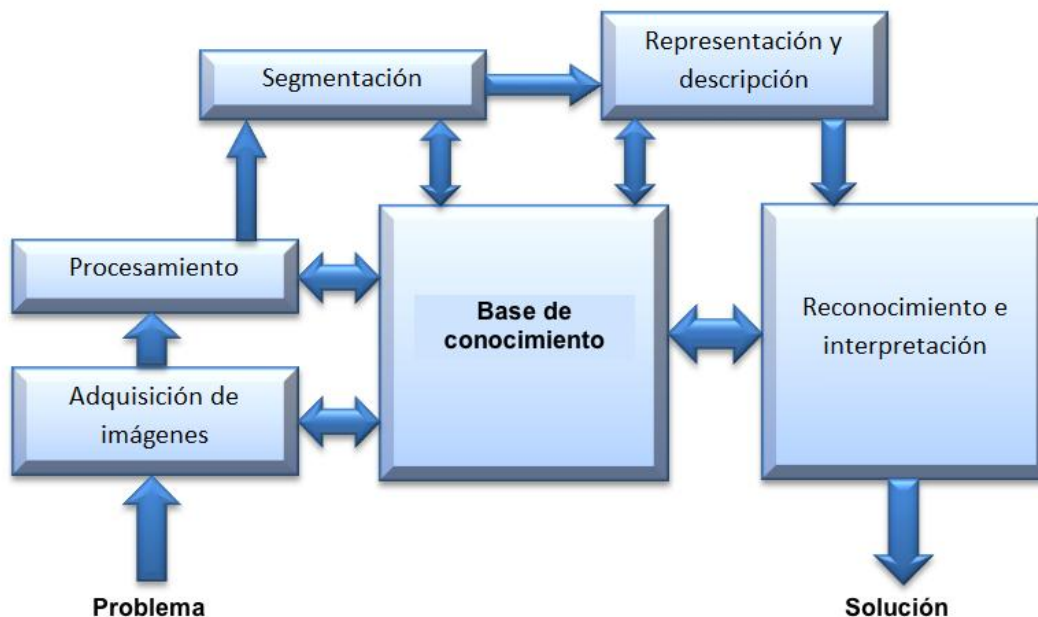 Representación y
descripción
Segmentación
Procesamiento
Base de
conocimiento
Reconocimiento e
interpretación
Adquisición de
imágenes
Problema
Solución